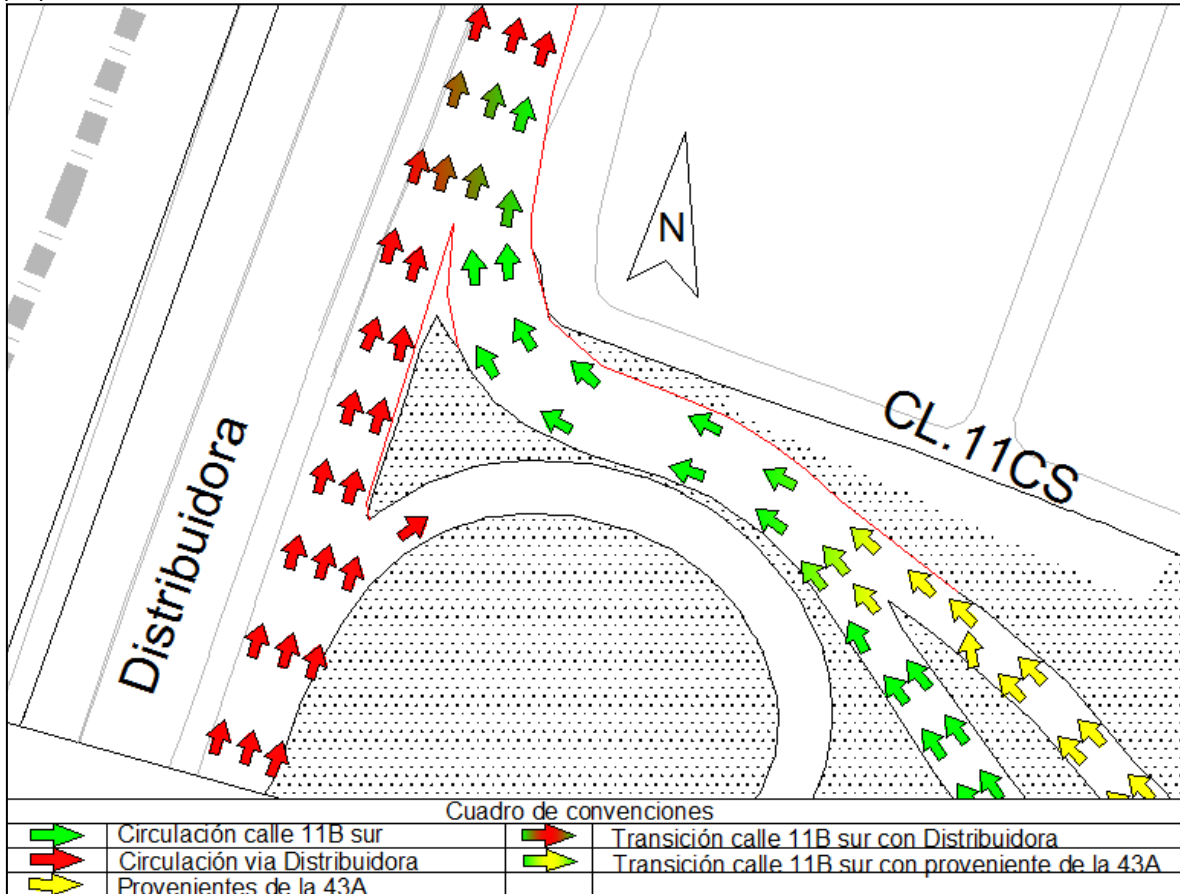 N
CL. 11CS
Distribuidora
Cuadro de convenciones
Circulación calle 11B sur
Transición calle 11B sur con Distribuidora
Circulación via Distribuidora
Transición calle 11B sur con proveniente de la 43A
Provenientes de la 43A